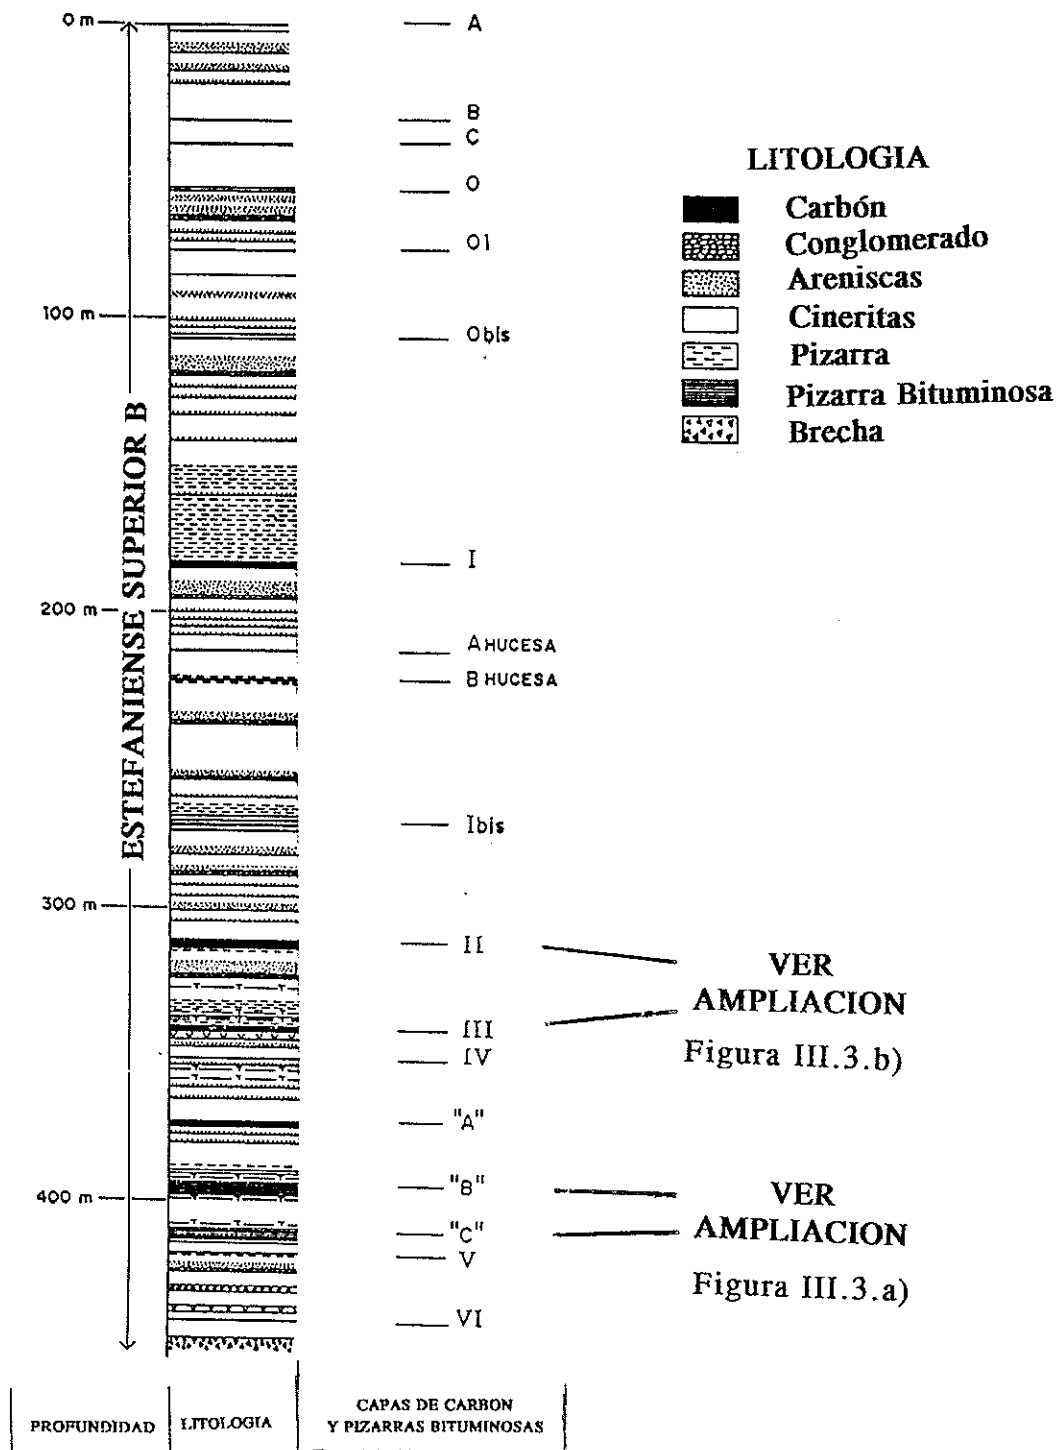 0 m
100 m
200 m
300 m
400 m
ESTEFANIENSE SUPERIOR B
A
B
C
O
O1
Obis
I
A HUCESA
B HUCESA
Ibis
II
III
IV
"A"
"B"
"C"
V
VI
LITOLOGIA
Carbón
Conglomerado
Areniscas
Cineritas
Pizarra
Pizarra Bituminosa
Brecha
VER
AMPLIACION
Figura III.3.b)
VER
AMPLIACION
Figura III.3.a)
PROFUNDIDAD
LITOLOGIA
CAPAS DE CARBON
Y PIZARRAS BITUMINOSAS